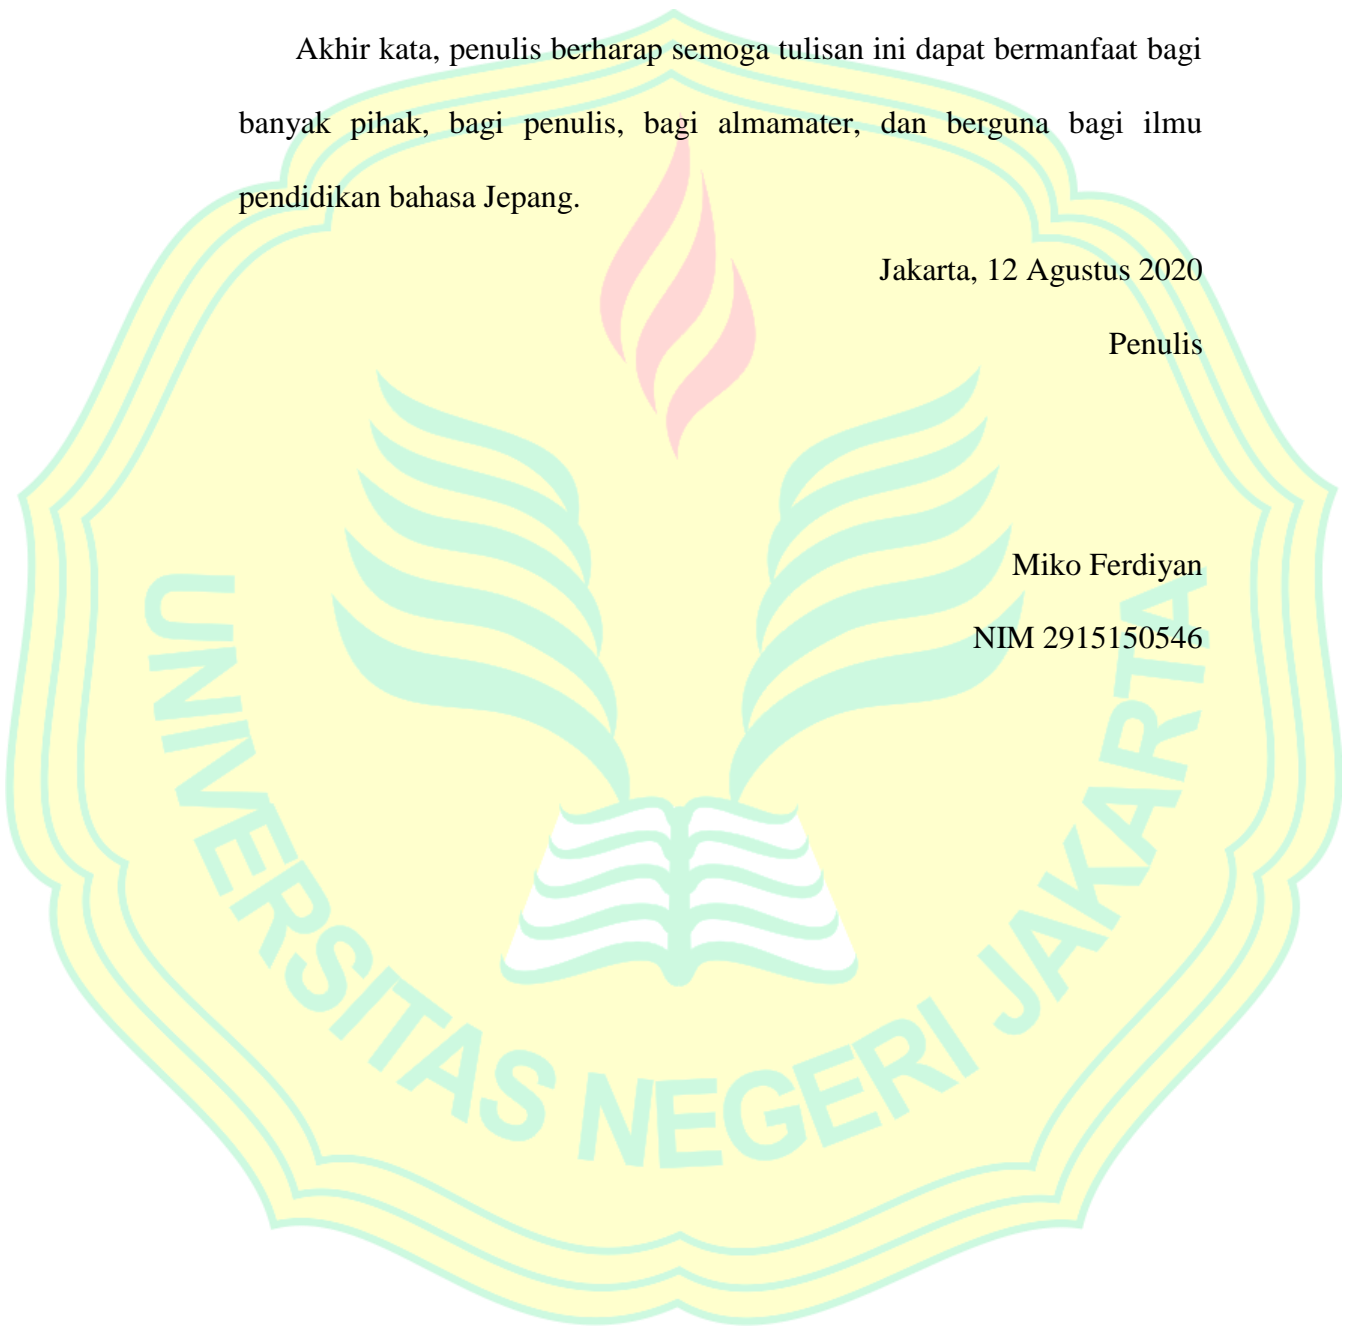 Akhir kata, penulis berharap semoga tulisan ini dapat bermanfaat bagi
banyak pihak, bagi penulis, bagi almamater, dan berguna bagi ilmu
pendidikan bahasa Jepang.
Jakarta, 12 Agustus 2020
Penulis
Miko Ferdiyan
NIM 2915150546
UNIVERSITAS NEGERI JAKARTA